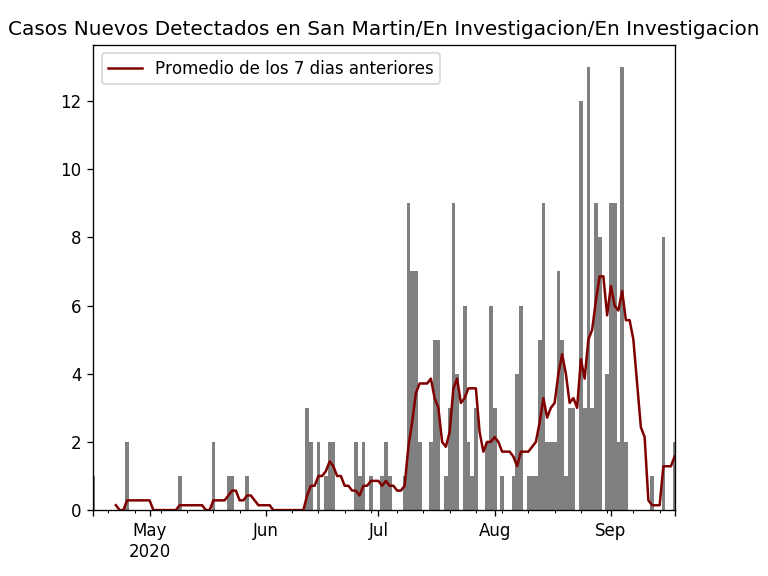 Casos Nuevos Detectados en San Martin/En Investigacion/En Investigacion
Promedio de los 7 dias anteriores
12
10
8
6
4
2
0
May Jun Jul Aug Sep
2020